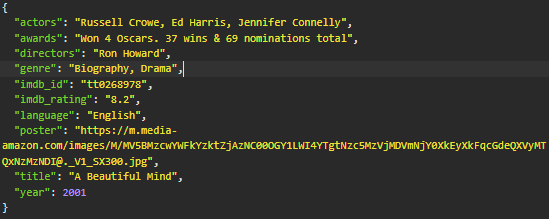 {
"actors": "Russell Crowe, Ed Harris, Jennifer Connelly",
"awards": "Won 4 Oscars. 37 wins & 69 nominations total",
"directors": "Ron Howard",
"genre": "Biography, Drama",
"imdb_id": "tt0268978",
"imdb_rating": "8.2",
"language": "English",
"poster": "https://m.media-
amazon.com/images/M/MV5BMzcwYWFkYzktZjAzNC00OGY1LWI4YTgtNzc5MzVjMDVmNjY0XkEyXkFqcGdeQXVyMT
QxNzMzNDI@._V1_SX300.jpg",
"title": "A Beautiful Mind",
"year": 2001
}